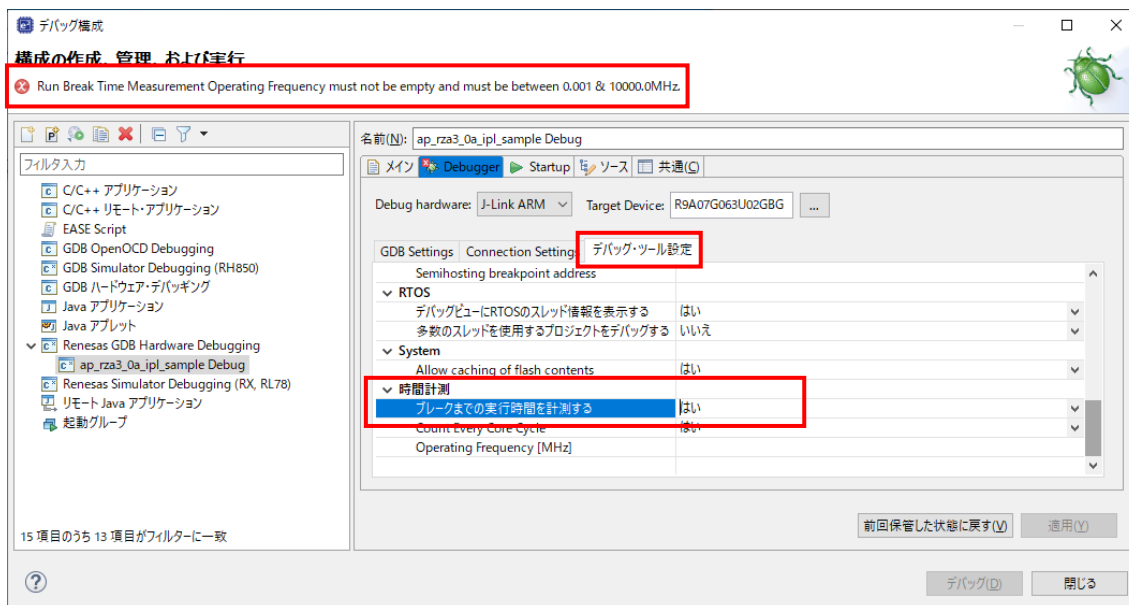 デバッグ構成
構成の作成、管理、および実行
Run Break Time Measurement Operating Frequency must not be empty and must be between 0.001 & 10000.0MHz.
フィルタ入力
C/C++ アプリケーション
C/C++ リモート・アプリケーション
EASE Script
GDB OpenOCD Debugging
GDB Simulator Debugging (RH850)
GDB ハードウェア・デバッギング
Java アプリケーション
Java アプレット
Renesas GDB Hardware Debugging
ap_rza3_0a_ipl_sample Debug
Renesas Simulator Debugging (RX, RL78)
リモート Java アプリケーション
起動グループ
15 項目のうち 13 項目がフィルターに一致
名前(N): ap_rza3_0a_ipl_sample Debug
メイン Debugger Startup ソース 共通(C)
Debug hardware: J-Link ARM Target Device: R9A07G063U02GBG ...
GDB Settings Connection Settings デバッグ・ツール設定
Semihosting breakpoint address
RTOS
デバッグビューにRTOSのスレッド情報を表示する はい
多数のスレッドを使用するプロジェクトをデバッグする いいえ
System
Allow caching of flash contents はい
時間計測
ブレークまでの実行時間を計測する はい
Count Every Core Cycle はい
Operating Frequency [MHz]
前回保管した状態に戻す(V) 適用(Y)
デバッグ(D) 閉じる